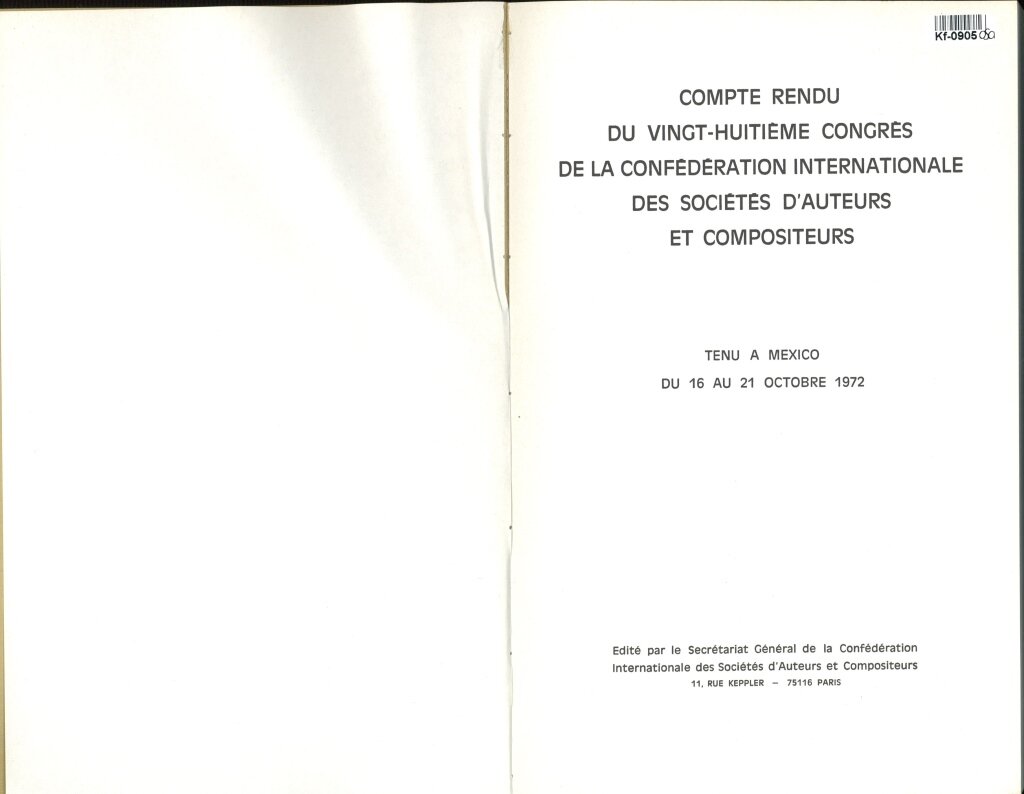 Kf-0905
COMPTE RENDU
DU VINGT-HUITIÈME CONGRÈS
DE LA CONFÉDÉRATION INTERNATIONALE
DES SOCIÉTÉS D'AUTEURS
ET COMPOSITEURS
TENU A MEXICO
DU 16 AU 21 OCTOBRE 1972
Edité par le Secrétariat Général de la Confédération
Internationale des Sociétés d'Auteurs et Compositeurs
11, RUE KEPPLER — 75116 PARIS